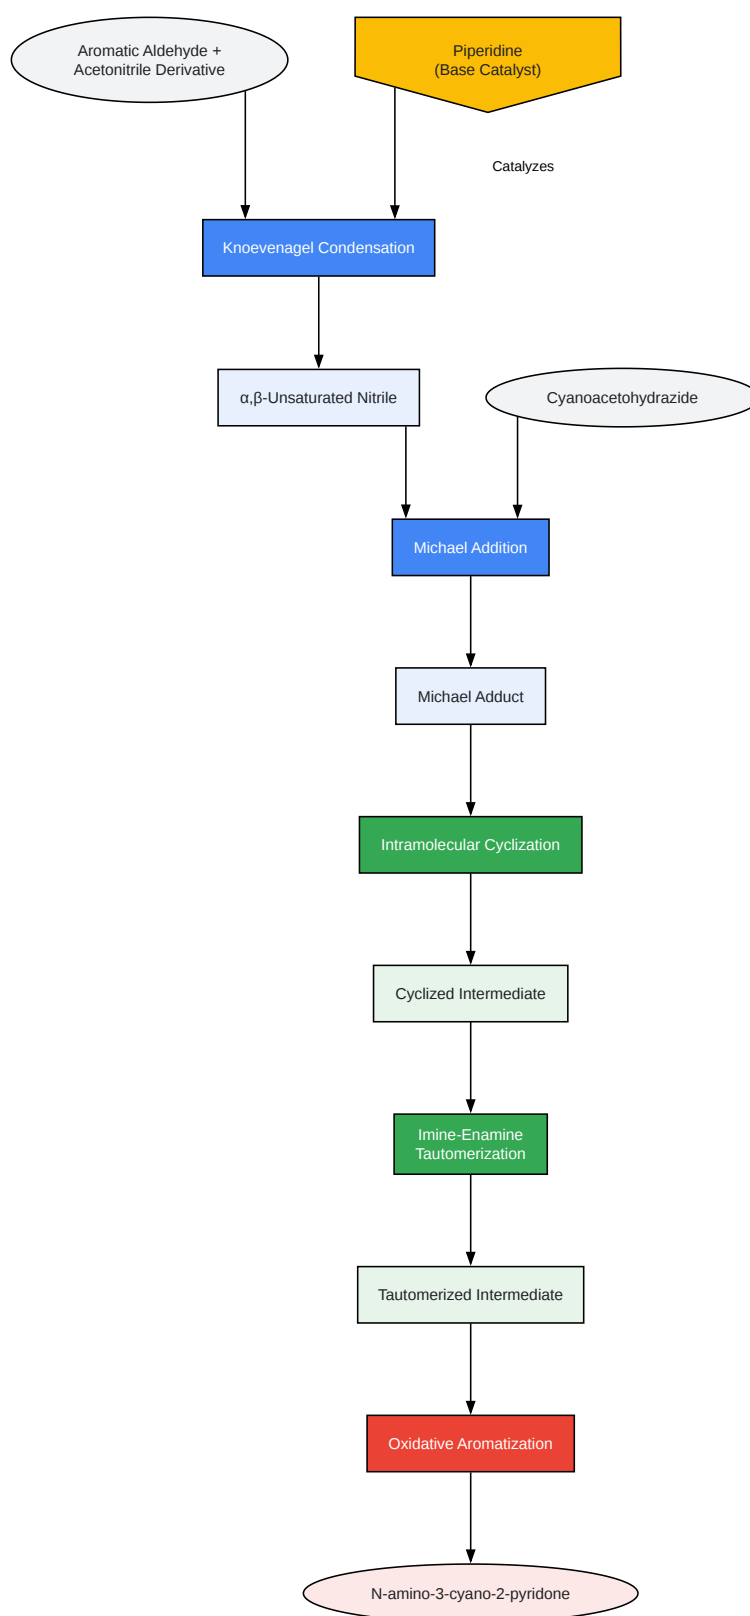 Aromatic Aldehyde +
Acetonitrile Derivative
Piperidine
(Base Catalyst)
Catalyzes
Knoevenagel Condensation
α,β-Unsaturated Nitrile
Cyanoacetohydrazide
Michael Addition
Michael Adduct
Intramolecular Cyclization
Cyclized Intermediate
Imine-Enamine
Tautomerization
Tautomerized Intermediate
Oxidative Aromatization
N-amino-3-cyano-2-pyridone